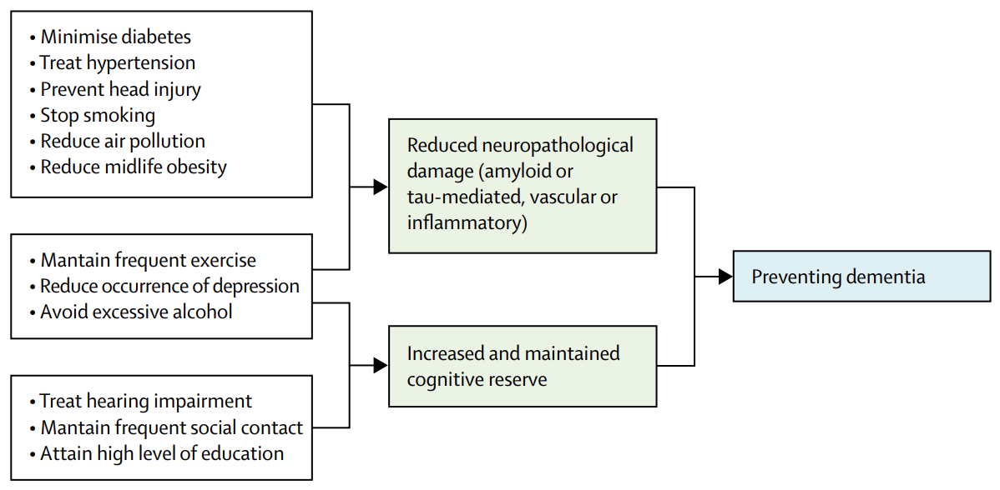 • Minimise diabetes
• Treat hypertension
• Prevent head injury
• Stop smoking
• Reduce air pollution
• Reduce midlife obesity
• Mantain frequent exercise
• Reduce occurrence of depression
• Avoid excessive alcohol
• Treat hearing impairment
• Mantain frequent social contact
• Attain high level of education
Reduced neuropathological
damage (amyloid or
tau-mediated, vascular or
inflammatory)
Increased and maintained
cognitive reserve
Preventing dementia